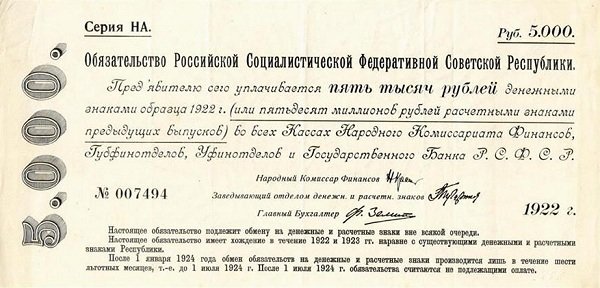 Серия НА.
Руб. 5.000.
5.000.
Обязательство Российской Социалистической Федеративной Советской Республики.
Пред'явителю сего уплачивается пять тысяч рублей денежными
знаками образца 1922 г. (или пятьдесят миллионов рублей расчетными знаками
предыдущих выпусков) во всех Кассах Народного Комиссариата Финансов,
Губфинотделов, Уфинотделов и Государственного Банка Р. С. Ф. С. Р.
Народный Комиссар Финансов
№ 007494
Заведывающий отделом денежн. и расчетн. знаков
Главный Бухгалтер
1922 г.
Настоящее обязательство подлежит обмену на денежные и расчетные знаки вне всякой очереди.
Настоящее обязательство имеет хождение в течение 1922 и 1923 гг. наравне с существующими денежными и расчетными
знаками Республики.
После 1 января 1924 года обмен обязательств на денежные и расчетные знаки производится лишь в течение шести
льготных месяцев, т.-е. до 1 июля 1924 г. После 1 июля 1924 г. обязательства считаются не подлежащими оплате.